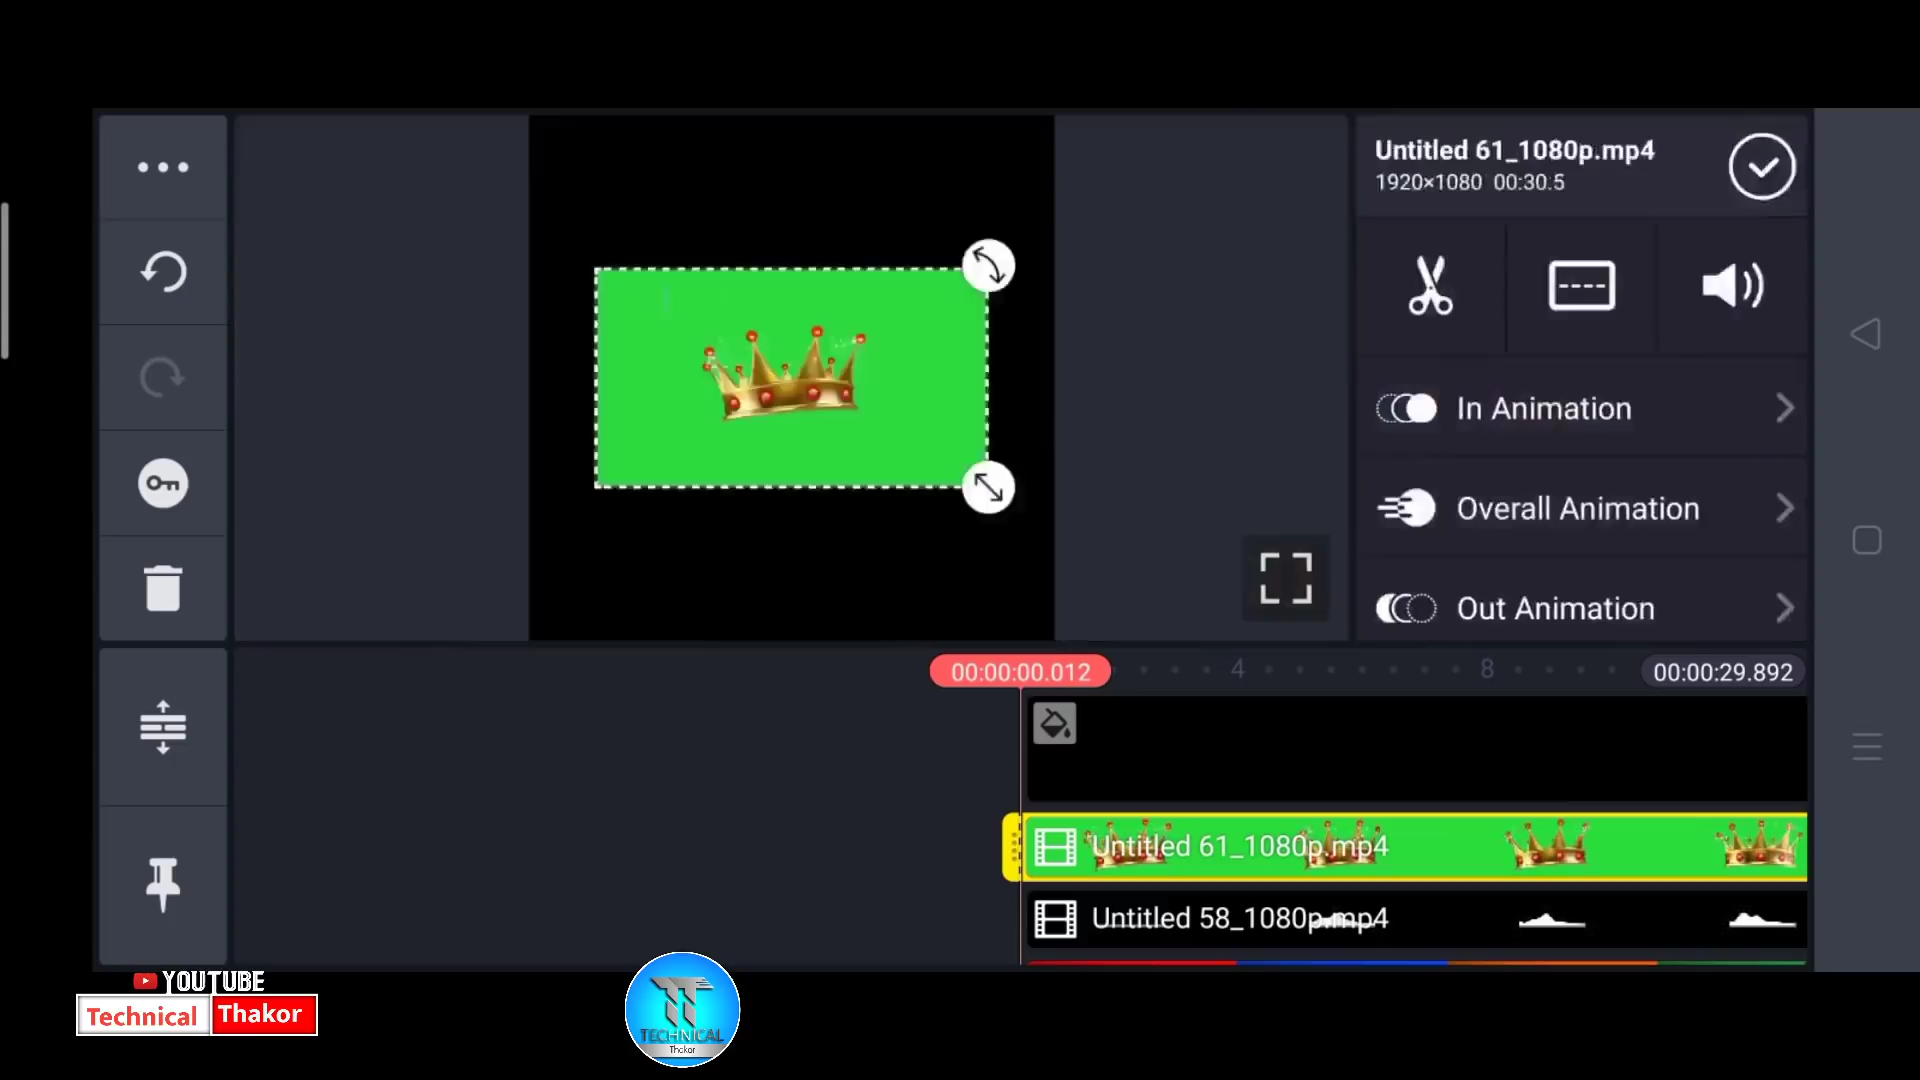 Untitled 61_1080p.mp4
1920×1080 00:30.5
In Animation
Overall Animation
Out Animation
00:00:00.012
4
8
00:00:29.892
Untitled 61_1080p.mp4
Untitled 58_1080p.mp4
YOUTUBE
Technical Thakor
TT
TECHNICAL
Thakor